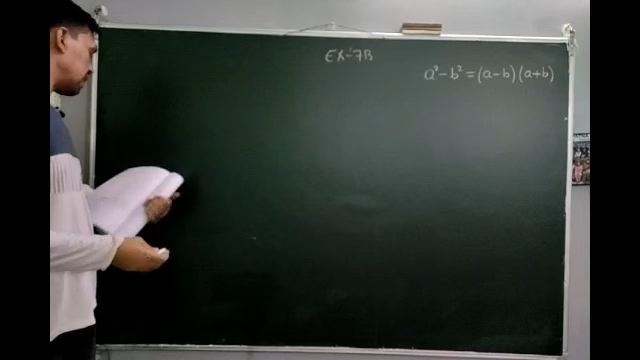 EX-7B
a² - b² = (a-b) (a+b)